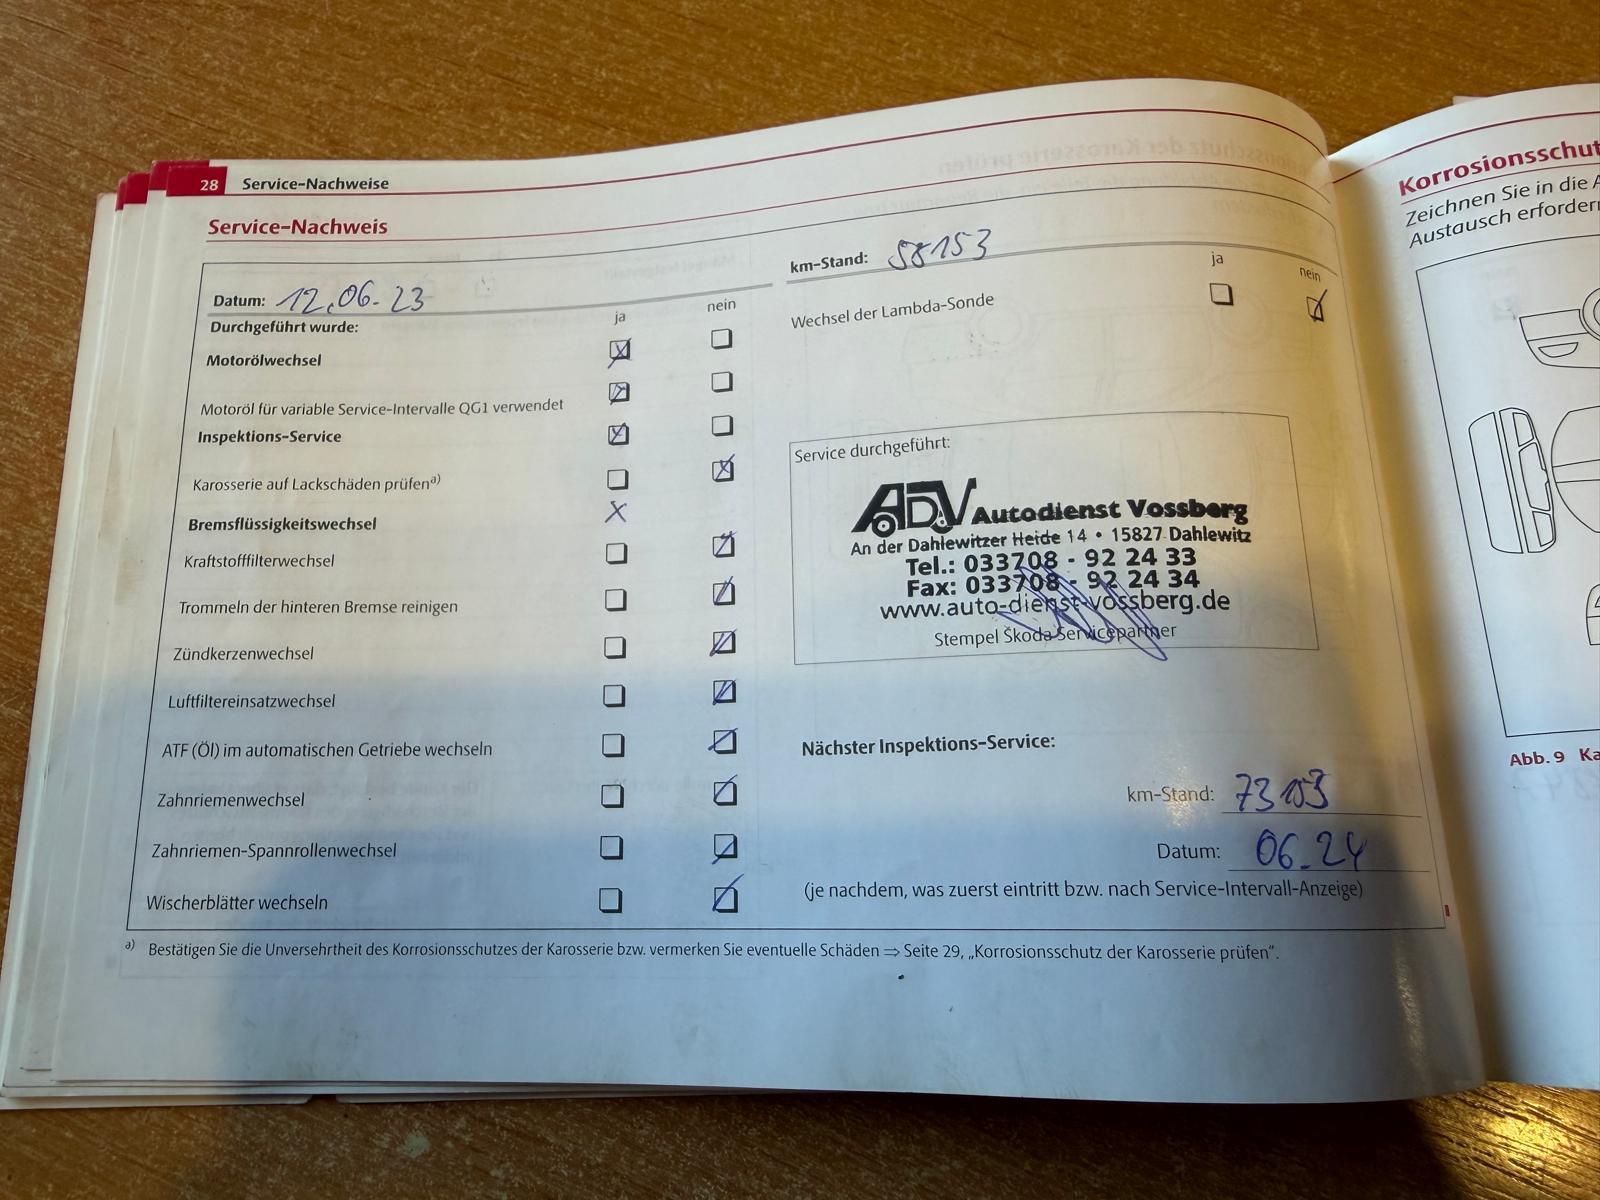 28 Service-Nachweise
Service-Nachweis
Datum: 12.06.23
Durchgeführt wurde:
ja nein
Motorölwechsel
Motoröl für variable Service-Intervalle QG1 verwendet
Inspektions-Service
Karosserie auf Lackschäden prüfen a)
Bremsflüssigkeitswechsel X
Kraftstofffilterwechsel
Trommeln der hinteren Bremse reinigen
Zündkerzenwechsel
Luftfiltereinsatzwechsel
ATF (Öl) im automatischen Getriebe wechseln
Zahnriemenwechsel
Zahnriemen-Spannrollenwechsel
Wischerblätter wechseln
km-Stand: 58153
ja nein
Wechsel der Lambda-Sonde
Service durchgeführt:
ADV Autodienst Vossberg
An der Dahlewitzer Heide 14 • 15827 Dahlewitz
Tel.: 033708 - 92 24 33
Fax: 033708 - 92 24 34
www.auto-dienst-vossberg.de
Stempel Škoda Servicepartner
Nächster Inspektions-Service:
km-Stand: 73153
Datum: 06.24
(je nachdem, was zuerst eintritt bzw. nach Service-Intervall-Anzeige)
a) Bestätigen Sie die Unversehrtheit des Korrosionsschutzes der Karosserie bzw. vermerken Sie eventuelle Schäden ⇒ Seite 29, „Korrosionsschutz der Karosserie prüfen“.
Korrosionsschut
Zeichnen Sie in die A
Austausch erforder
Abb. 9 Ka